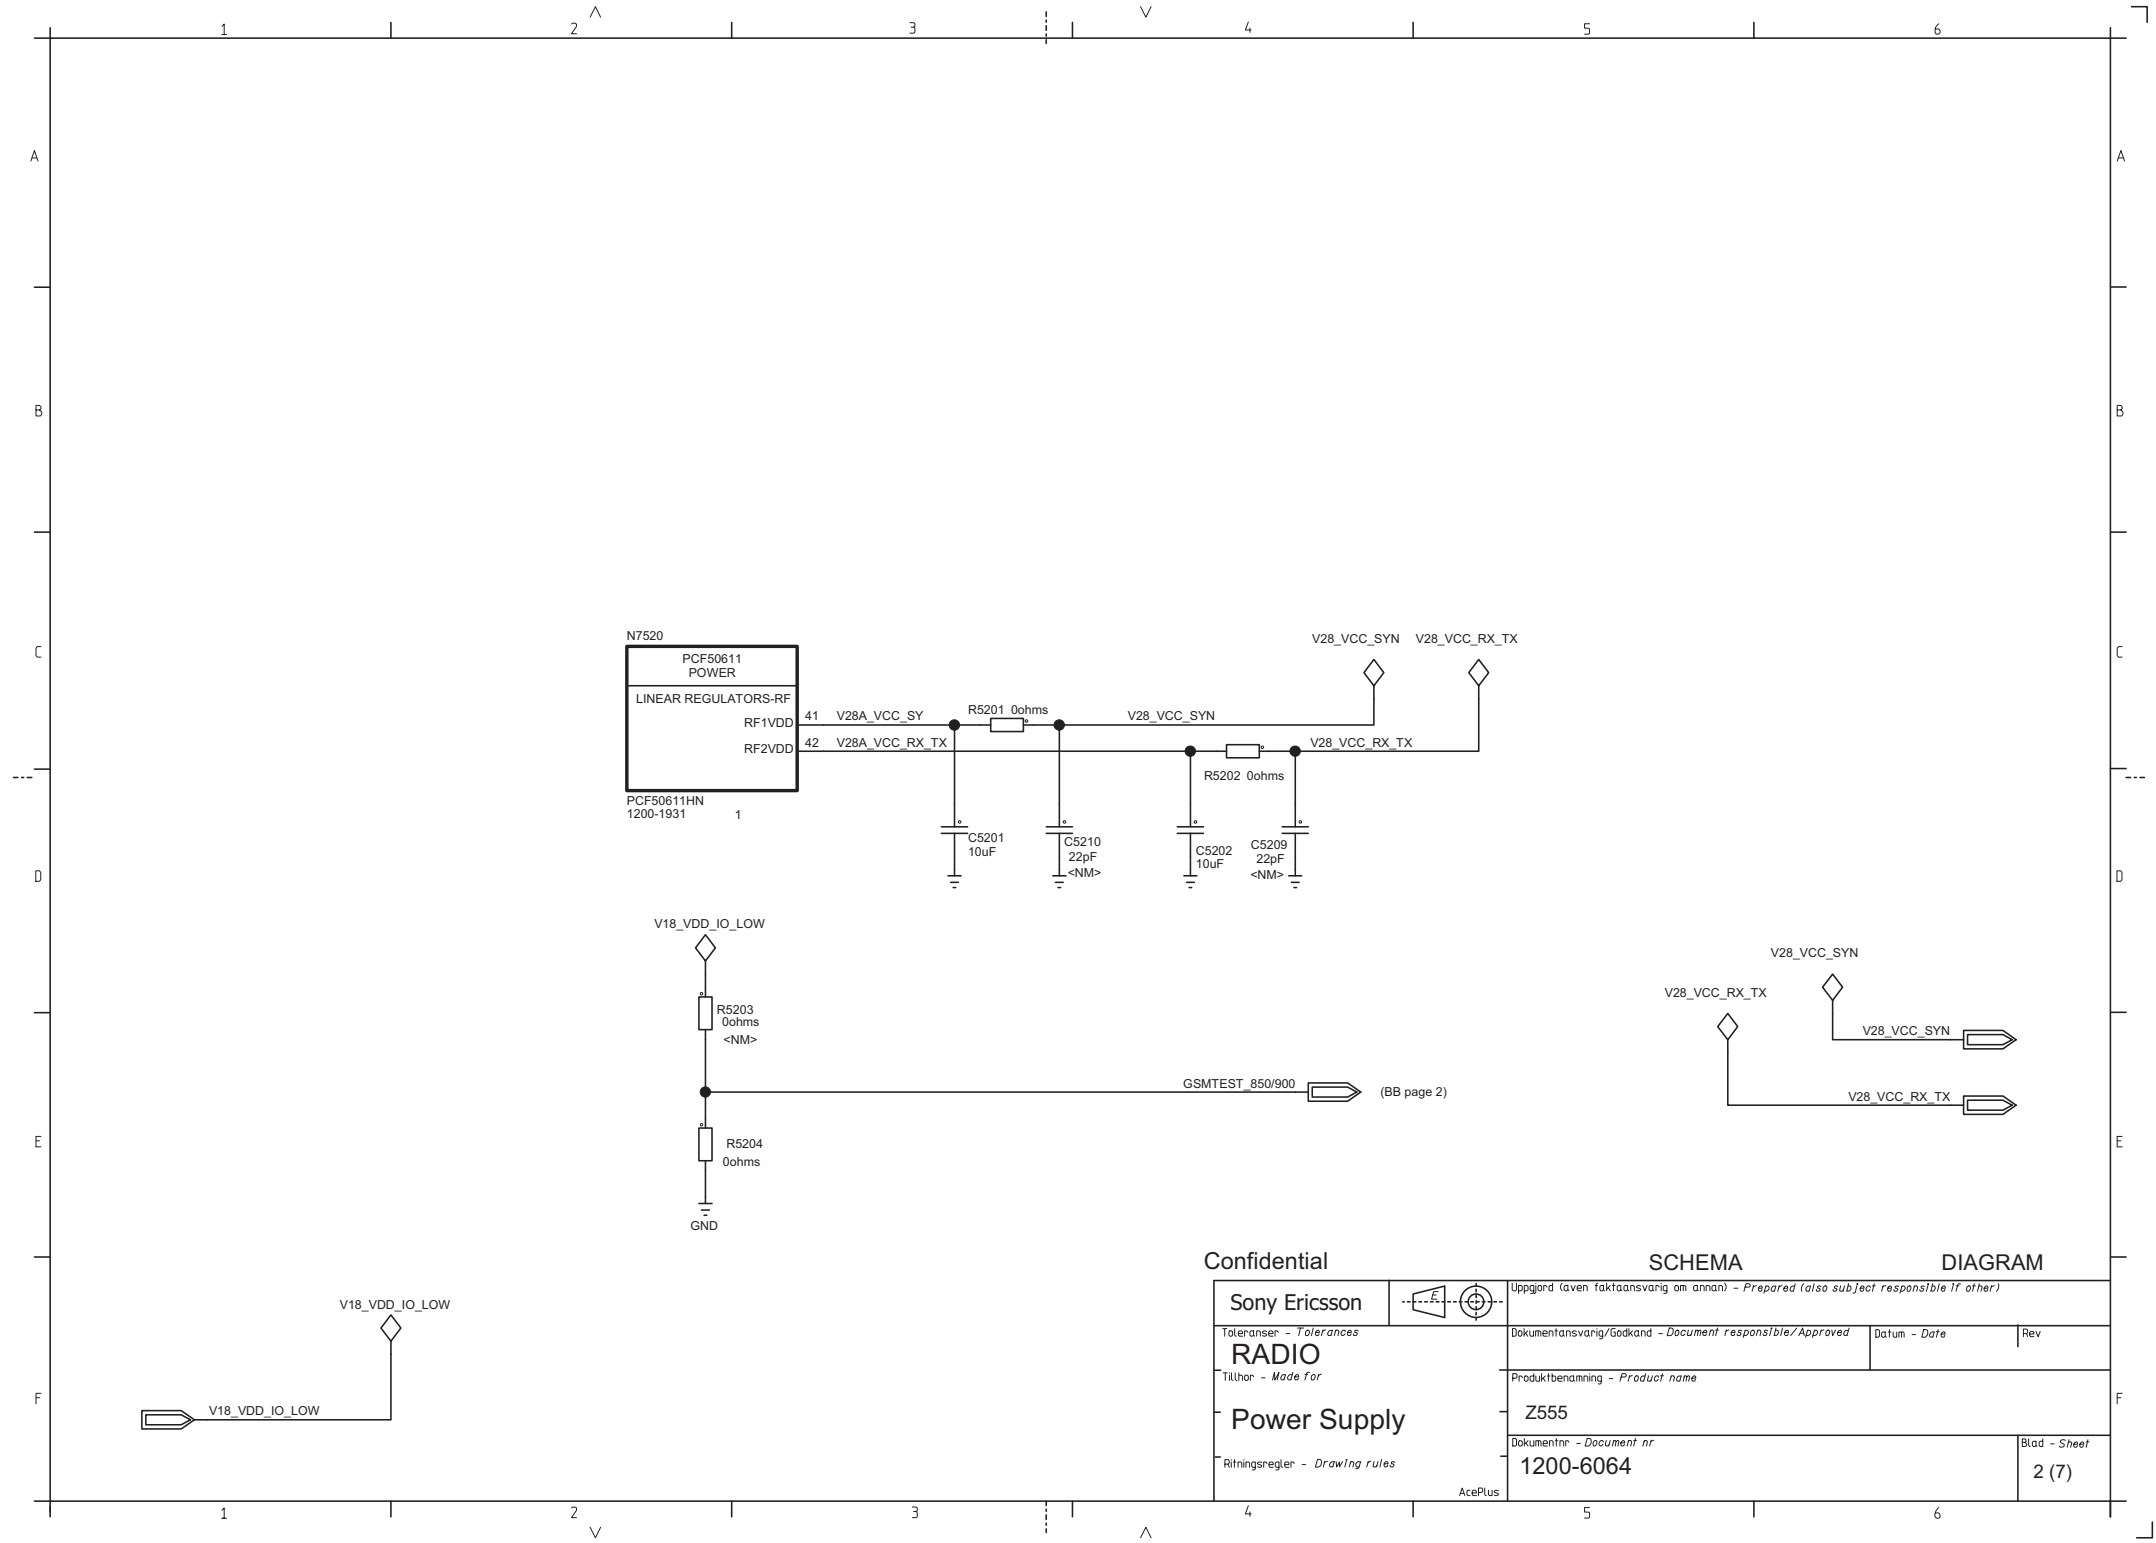 1 2 3 4 5 6
A A
B B
C C
N7520
PCF50611
POWER
LINEAR REGULATORS-RF
RF1VDD 41 V28A_VCC_SY R5201 0ohms V28_VCC_SYN
RF2VDD 42 V28A_VCC_RX_TX V28_VCC_RX_TX
V28_VCC_SYN V28_VCC_RX_TX
R5202 0ohms
PCF50611HN
1200-1931 1
C5201
10uF
C5210
22pF
<NM>
C5202
10uF
C5209
22pF
<NM>
D D
V18_VDD_IO_LOW
R5203
0ohms
<NM>
GSMTEST_850/900 (BB page 2)
R5204
0ohms
GND
V28_VCC_SYN
V28_VCC_RX_TX
V28_VCC_SYN
V28_VCC_RX_TX
E E
V18_VDD_IO_LOW
V18_VDD_IO_LOW
F F
Confidential SCHEMA DIAGRAM
Sony Ericsson
E
Uppgjord (aven faktaansvarig om annan) - Prepared (also subject responsible if other)
Toleranser - Tolerances
RADIO
Dokumentansvarig/Godkand - Document responsible/Approved
Datum - Date
Rev
Tillhor - Made for
Power Supply
Produktbenamning - Product name
Z555
Dokumentnr - Document nr
1200-6064
Blad - Sheet
2 (7)
Ritningsregler - Drawing rules
AcePlus
1 2 3 4 5 6